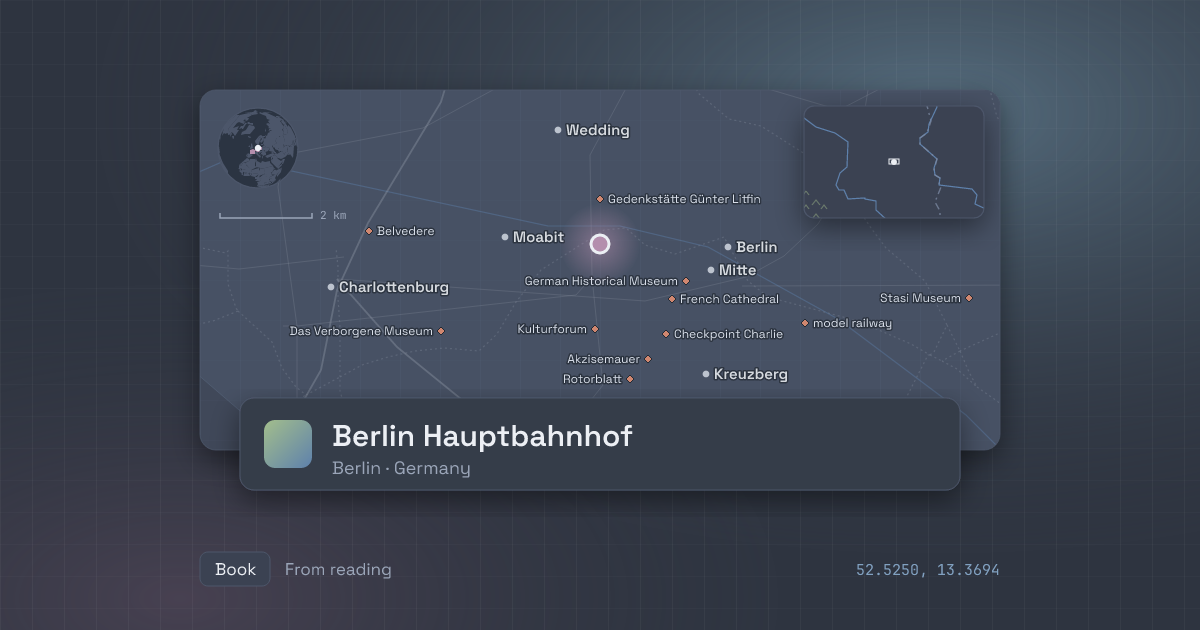 Wedding
2 km
Gedenkstätte Günter Litfin
Belvedere
Moabit
Berlin
Mitte
German Historical Museum
Charlottenburg
French Cathedral
Stasi Museum
Das Verborgene Museum
Kulturforum
Checkpoint Charlie
model railway
Akzisemauer
Rotorblatt
Kreuzberg
Berlin Hauptbahnhof
Berlin · Germany
Book
From reading
52.5250, 13.3694